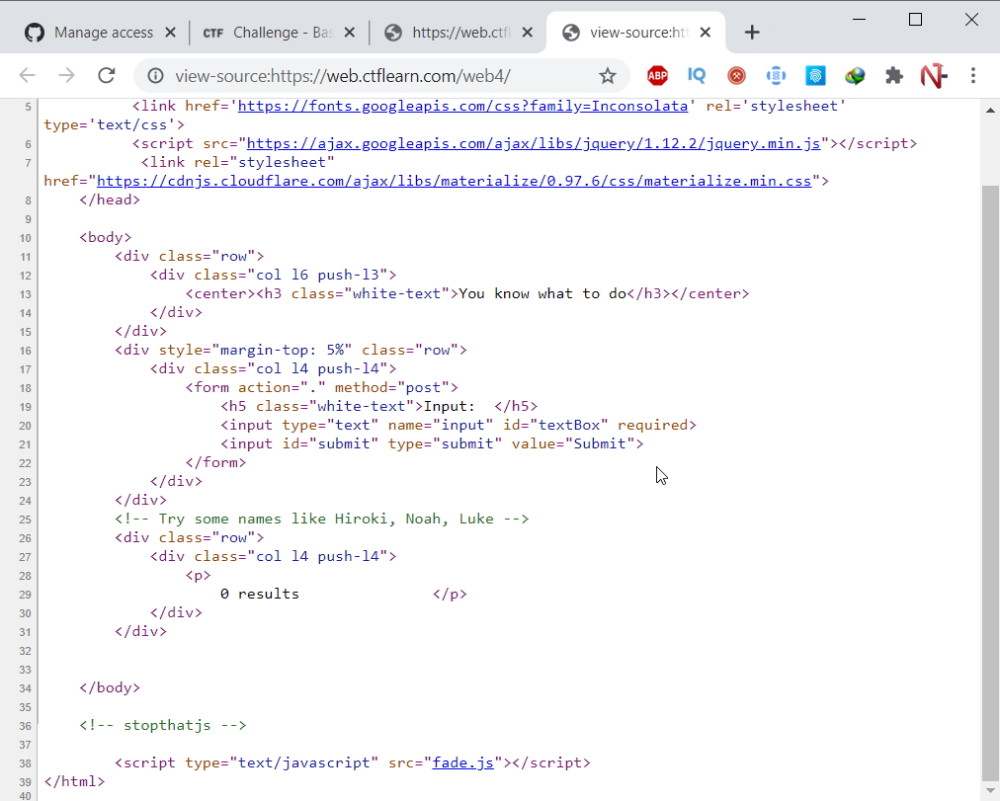 Manage access
CTF Challenge - Bas
https://web.ctfl
view-source:htt
view-source:https://web.ctflearn.com/web4/
ABP
IQ
5 <link href='https://fonts.googleapis.com/css?family=Inconsolata' rel='stylesheet'
type='text/css'>
6 <script src="https://ajax.googleapis.com/ajax/libs/jquery/1.12.2/jquery.min.js"></script>
7 <link rel="stylesheet"
href="https://cdnjs.cloudflare.com/ajax/libs/materialize/0.97.6/css/materialize.min.css">
8 </head>
9
10 <body>
11 <div class="row">
12 <div class="col l6 push-l3">
13 <center><h3 class="white-text">You know what to do</h3></center>
14 </div>
15 </div>
16 <div style="margin-top: 5%" class="row">
17 <div class="col l4 push-l4">
18 <form action="." method="post">
19 <h5 class="white-text">Input:  </h5>
20 <input type="text" name="input" id="textBox" required>
21 <input id="submit" type="submit" value="Submit">
22 </form>
23 </div>
24 </div>
25 <!-- Try some names like Hiroki, Noah, Luke -->
26 <div class="row">
27 <div class="col l4 push-l4">
28 <p>
29 0 results </p>
30 </div>
31 </div>
32
33
34 </body>
35
36 <!-- stopthatjs -->
37
38 <script type="text/javascript" src="fade.js"></script>
39 </html>
40